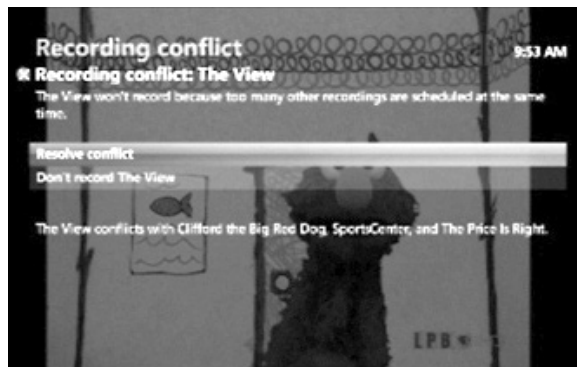 Recording conflict
9:53 AM
Recording conflict: The View
The View won't record because too many other recordings are scheduled at the same
time.
Resolve conflict
Don't record The View
The View conflicts with Clifford the Big Red Dog, SportsCenter, and The Price Is Right.
LPB